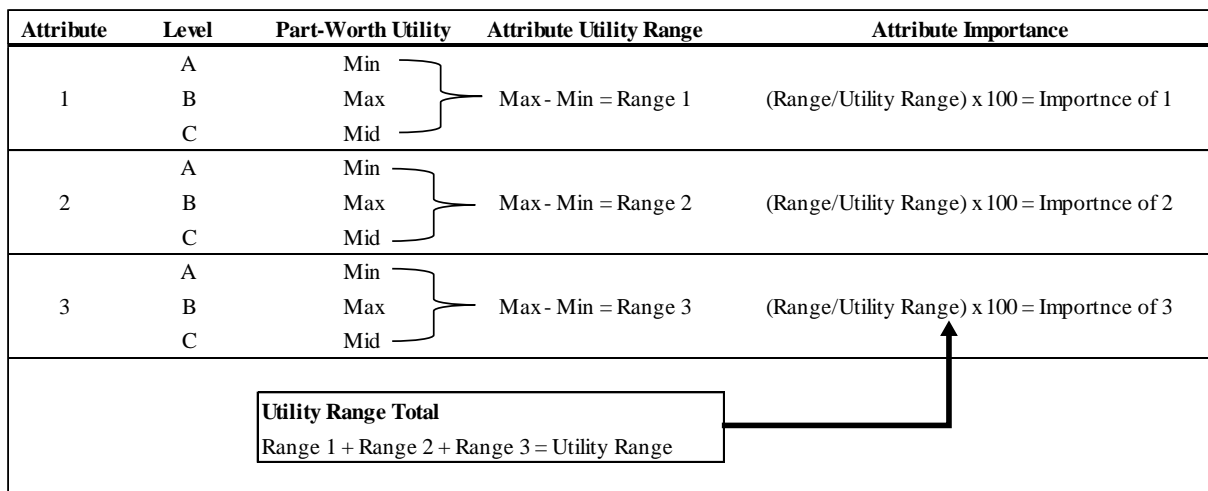 Attribute Level Part-Worth Utility Attribute Utility Range Attribute Importance
A Min
1 B Max Max - Min = Range 1 (Range/Utility Range) x 100 = Importnce of 1
C Mid
A Min
2 B Max Max - Min = Range 2 (Range/Utility Range) x 100 = Importnce of 2
C Mid
A Min
3 B Max Max - Min = Range 3 (Range/Utility Range) x 100 = Importnce of 3
C Mid
Utility Range Total
Range 1 + Range 2 + Range 3 = Utility Range